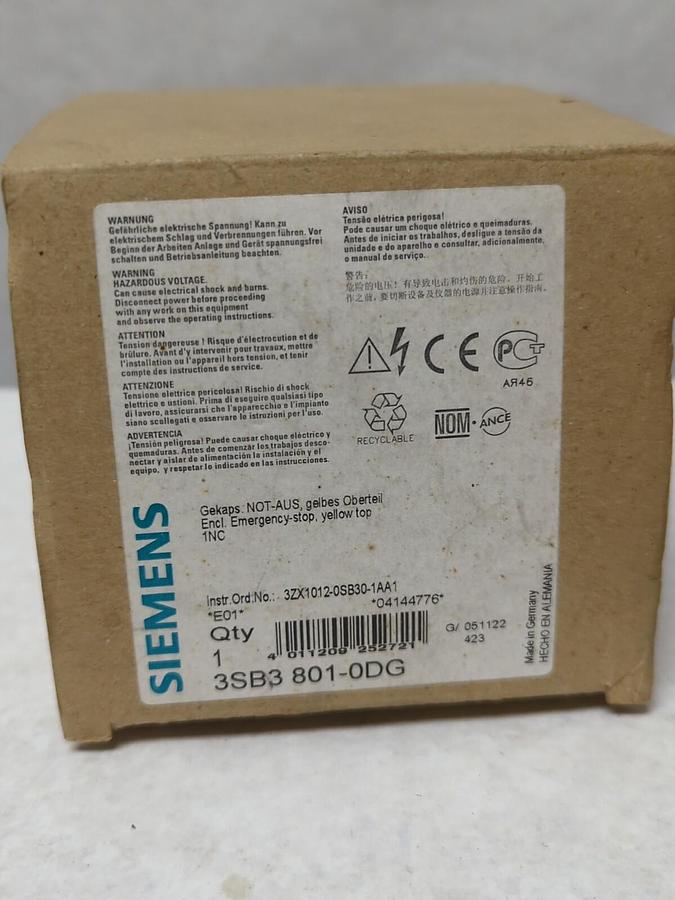 WARNUNG
Gefährliche elektrische Spannung! Kann zu
elektrischem Schlag und Verbrennungen führen. Vor
Beginn der Arbeiten Anlage und Gerät spannungsfrei
schalten und Betriebsanleitung beachten.
WARNING
HAZARDOUS VOLTAGE.
Can cause electrical shock and burns.
Disconnect power before proceeding
with any work on this equipment
and observe the operating instructions.
ATTENTION
Tension dangereuse ! Risque d'électrocution et de
brûlure. Avant d'y intervenir pour travaux, mettre
l'installation ou l'appareil hors tension, et tenir
compte des instructions de service.
ATTENZIONE
Tensione elettrica pericolosa! Rischio di shock
elettrico e ustioni. Prima di eseguire qualsiasi tipo
di lavoro, assicurarsi che l'apparecchio e l'impianto
siano scollegati e osservare le istruzioni per l'uso.
ADVERTENCIA
¡Tensión peligrosa! Puede causar choque eléctrico y
quemaduras. Antes de comenzar los trabajos desco-
nectar y aislar de alimentación la instalación y el
equipo, y respetar lo indicado en las instrucciones.
AVISO
Tensão elétrica perigosa!
Pode causar um choque elétrico e queimaduras.
Antes de iniciar os trabalhos, desligue a tensão da
unidade e do aparelho e consultar, adicionalmente,
o manual de serviço.
警告:
危险的电压! 有导致电击和灼伤的危险。开始工
作之前,要切断设备及仪器的电源并注意操作指南。
CE
PCT
АЯ46
RECYCLABLE
NOM · ANCE
SIEMENS
Gekaps. NOT-AUS, gelbes Oberteil
Encl. Emergency-stop, yellow top
1NC
Instr.Ord.No.: 3ZX1012-0SB30-1AA1
*E01* *04144776*
Qty
1
4 011209 252721
G/ 051122
423
3SB3 801-0DG
Made in Germany
HECHO EN ALEMANIA